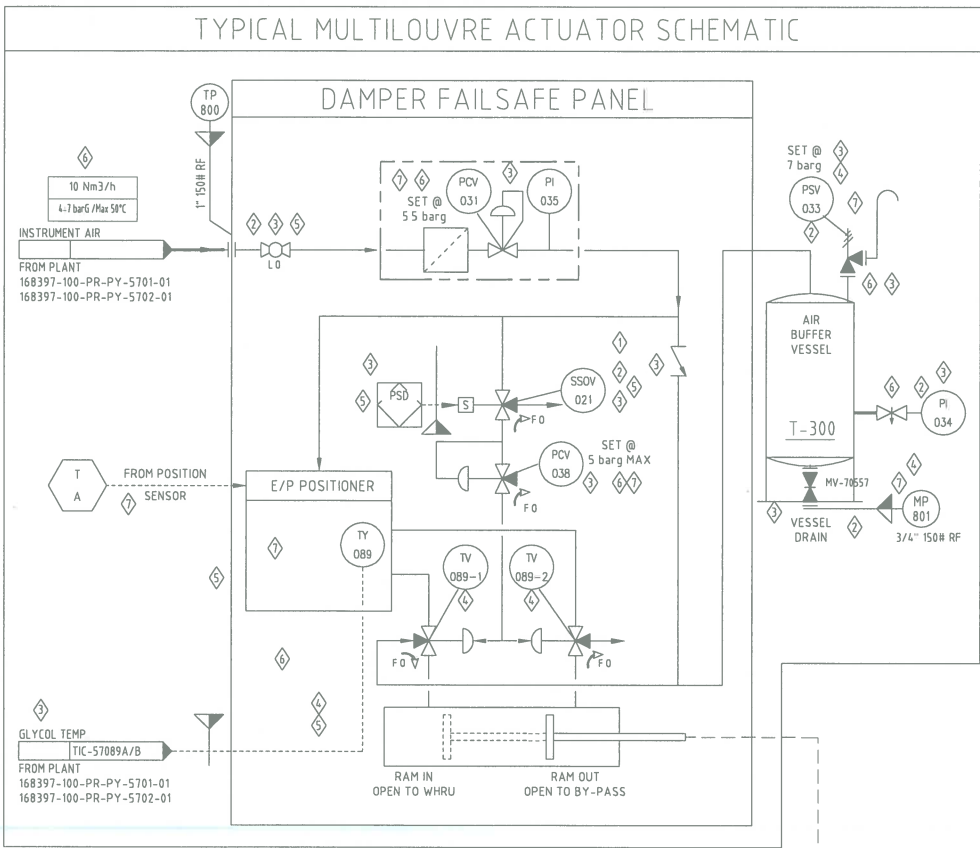 TYPICAL MULTILOUVRE ACTUATOR SCHEMATIC
DAMPER FAILSAFE PANEL
TP
800
1" 150# RF
6
10 Nm3/h
4-7 barG /Max 50°C
INSTRUMENT AIR
FROM PLANT
168397-100-PR-PY-5701-01
168397-100-PR-PY-5702-01
2
3
5
LO
7
6
SET @
5 5 barg
PCV
031
3
PI
035
SET @
7 barg
3
4
PSV
033
2
7
6
3
AIR
BUFFER
VESSEL
T-300
6
2
3
PI
034
MV-70557
3
VESSEL
DRAIN
2
7
4
MP
801
3/4" 150# RF
3
5
PSD
S
SSOV
021
1
2
5
3
3
FO
PCV
038
SET @
5 barg MAX
3
6
7
FO
T
A
FROM POSITION
SENSOR
7
E/P POSITIONER
7
TY
089
5
TV
089-1
4
TV
089-2
4
FO
FO
6
4
5
3
GLYCOL TEMP
TIC-57089A/B
FROM PLANT
168397-100-PR-PY-5701-01
168397-100-PR-PY-5702-01
RAM IN
OPEN TO WHRU
RAM OUT
OPEN TO BY-PASS